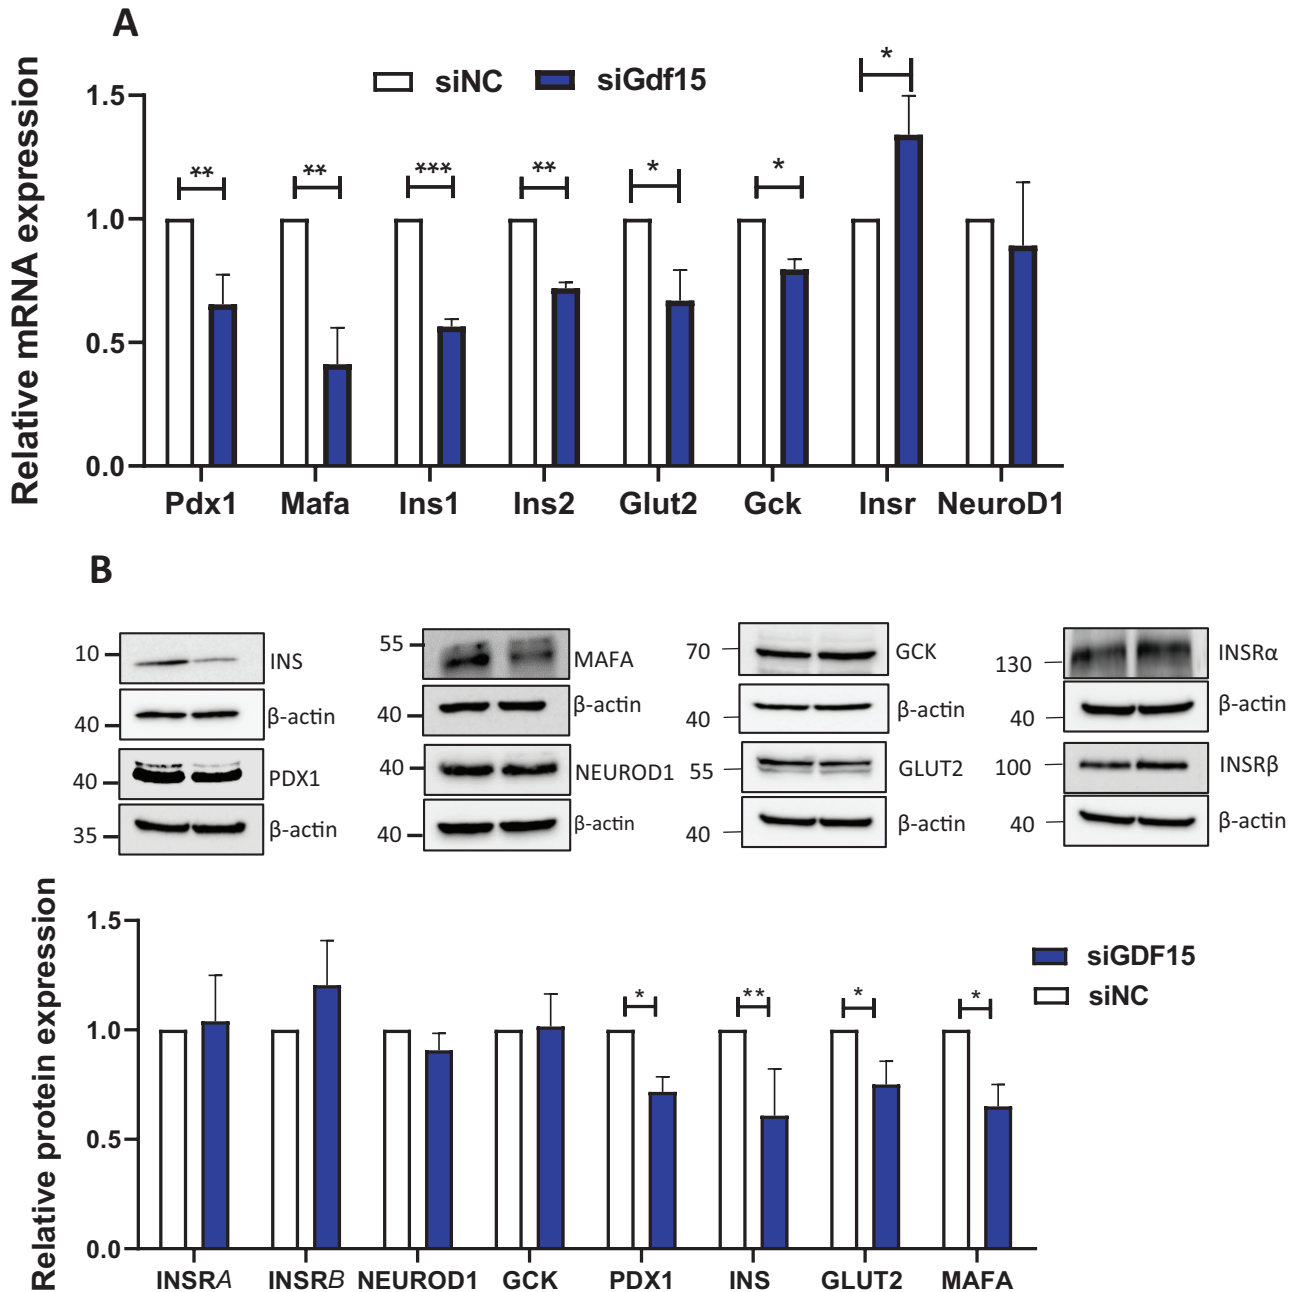 A
siNC siGdf15
Relative mRNA expression
1.5
1.0
0.5
0.0
** ** *** ** * * *
Pdx1 Mafa Ins1 Ins2 Glut2 Gck Insr NeuroD1
B
10 INS
40 β-actin
40 PDX1
35 β-actin
55 MAFA
40 β-actin
40 NEUROD1
40 β-actin
70 GCK
40 β-actin
55 GLUT2
40 β-actin
130 INSRα
40 β-actin
100 INSRβ
40 β-actin
Relative protein expression
1.5
1.0
0.5
0.0
siGDF15
siNC
* ** * *
INSRA INSRB NEUROD1 GCK PDX1 INS GLUT2 MAFA